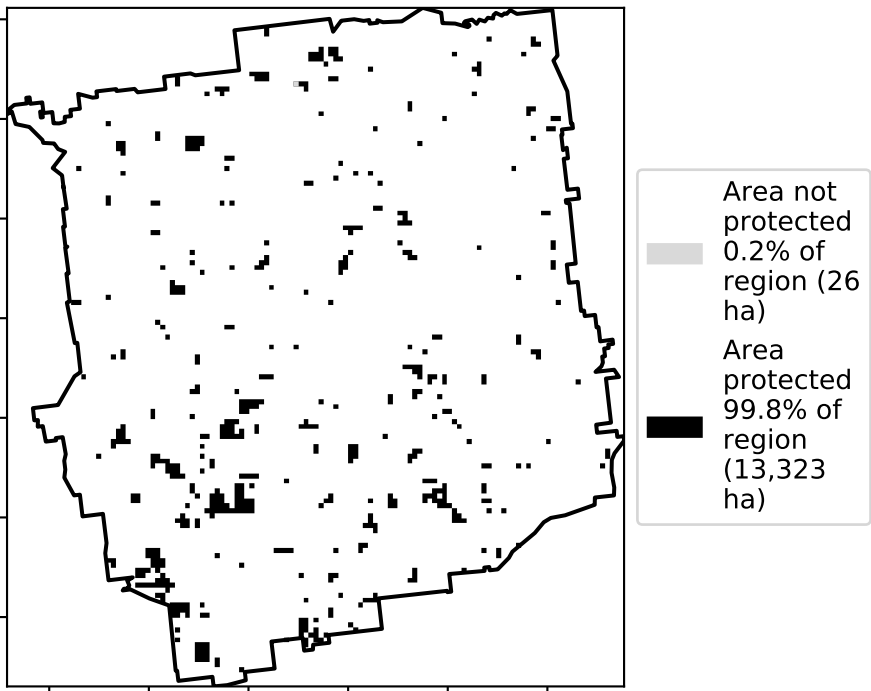 Area not
protected
0.2% of
region (26
ha)
Area
protected
99.8% of
region
(13,323
ha)